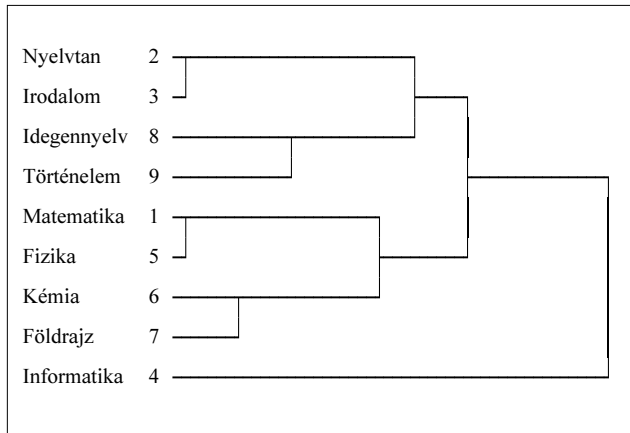 Nyelvtan 2
Irodalom 3
Idegennyelv 8
Történelem 9
Matematika 1
Fizika 5
Kémia 6
Földrajz 7
Informatika 4